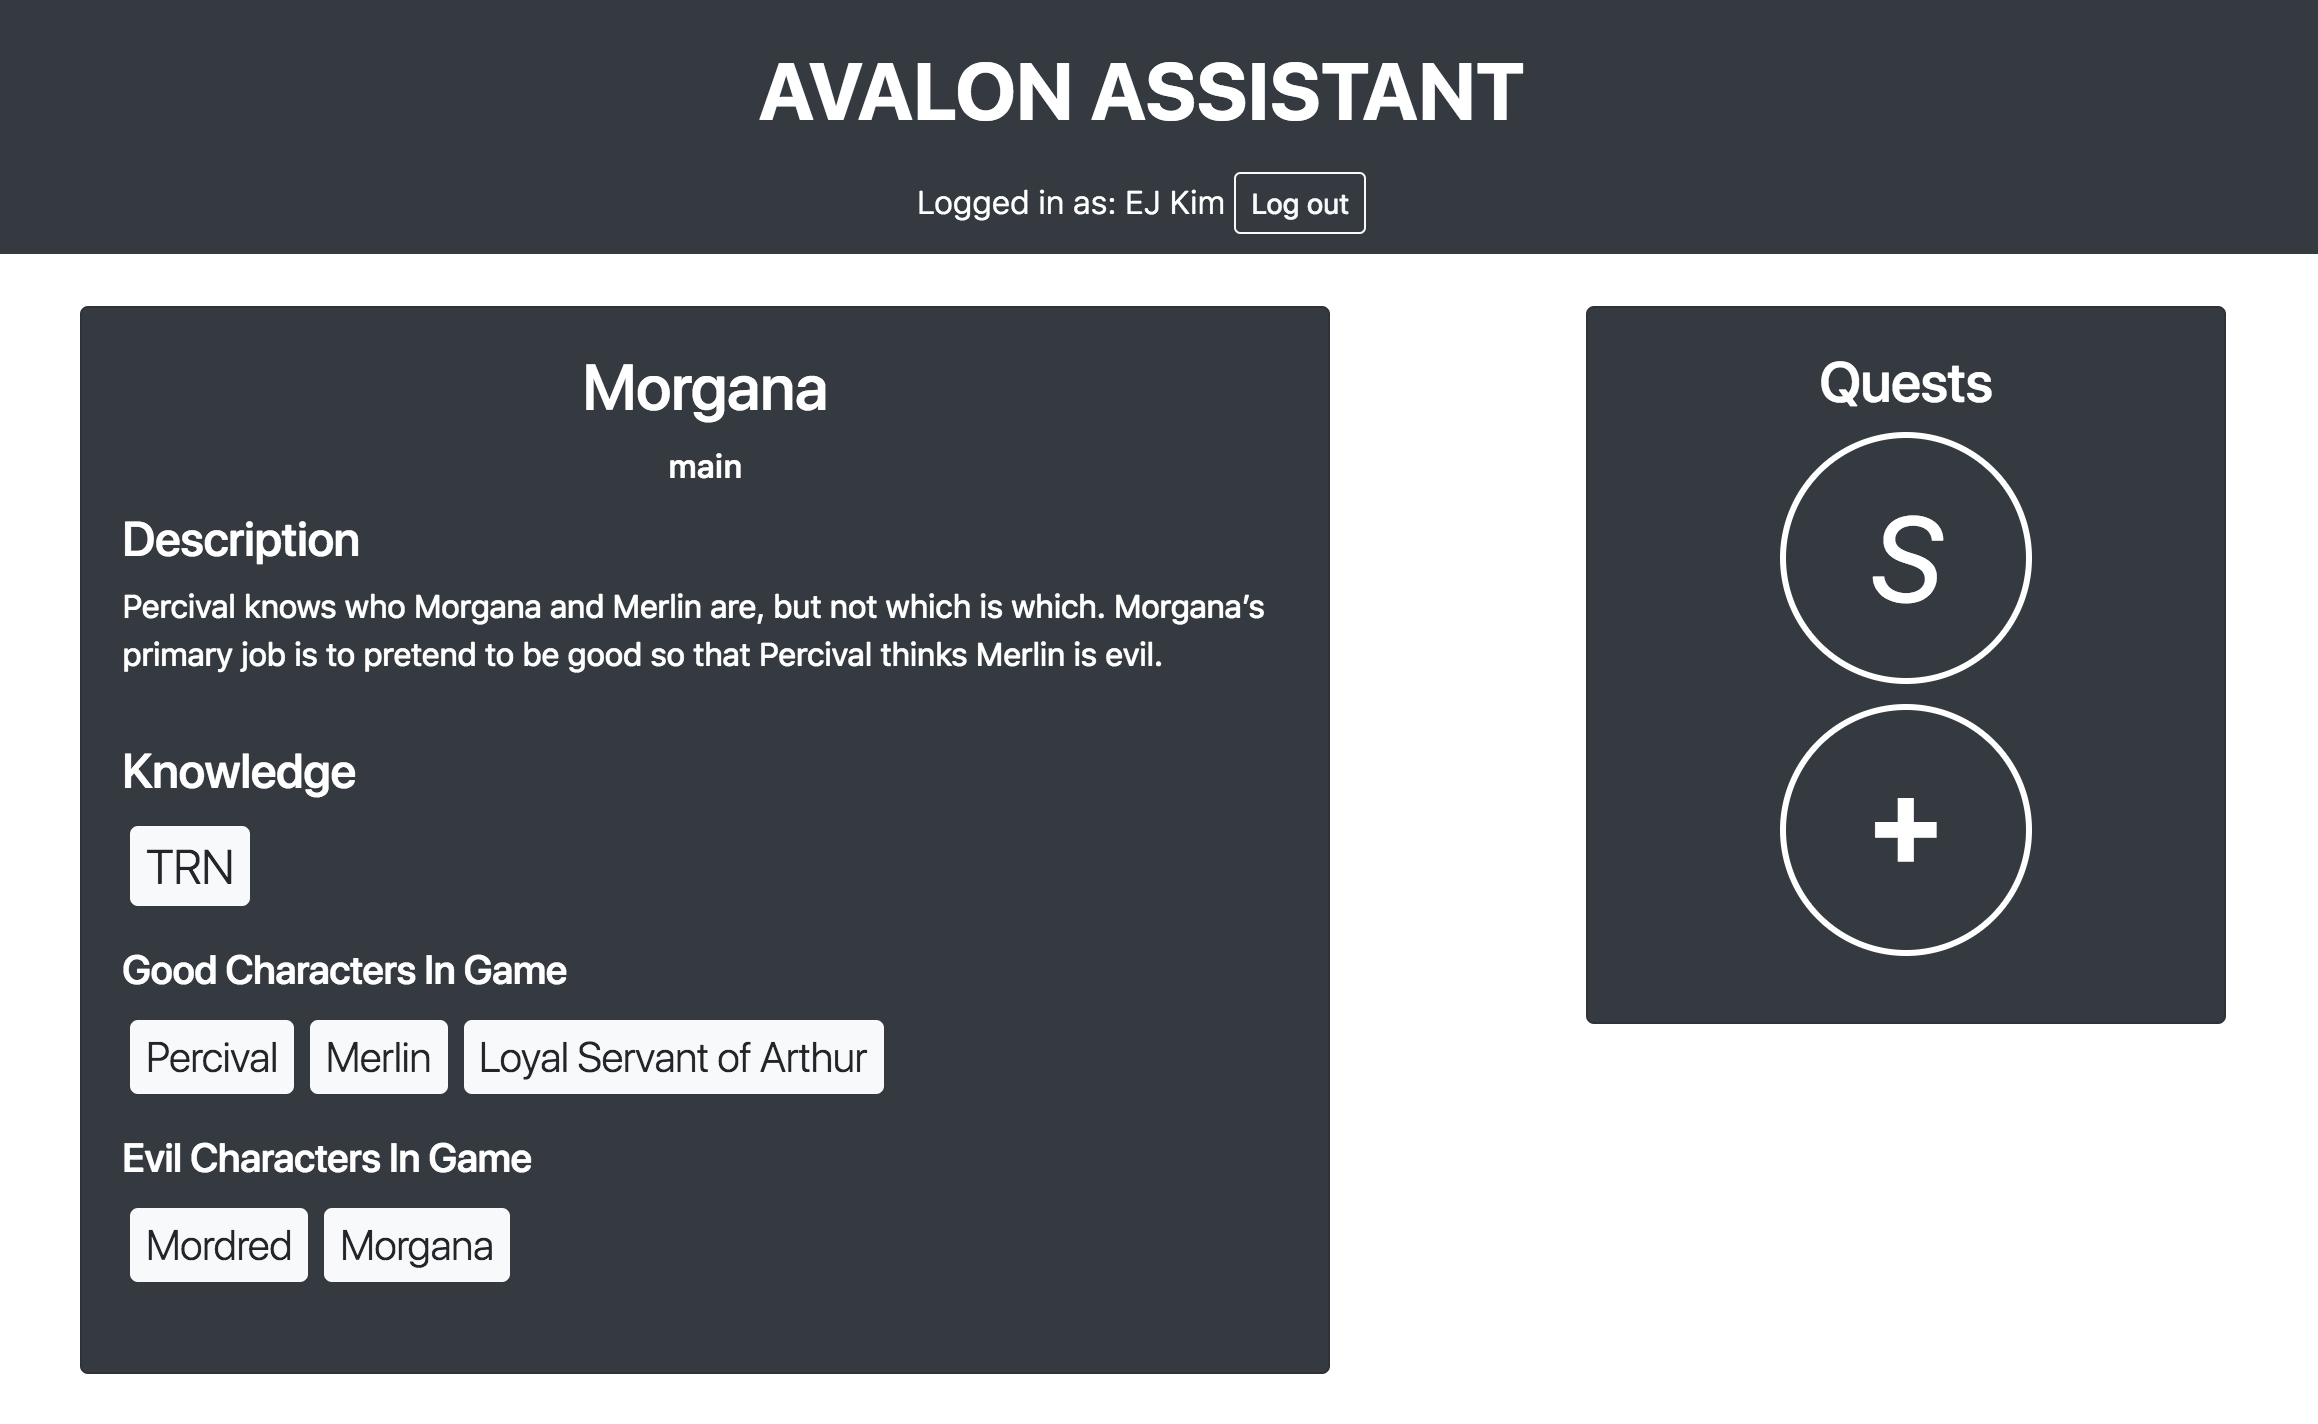 AVALON ASSISTANT
Logged in as: EJ Kim Log out
Morgana
main
Description
Percival knows who Morgana and Merlin are, but not which is which. Morgana’s
primary job is to pretend to be good so that Percival thinks Merlin is evil.
Knowledge
TRN
Good Characters In Game
Percival Merlin Loyal Servant of Arthur
Evil Characters In Game
Mordred Morgana
Quests
S
+